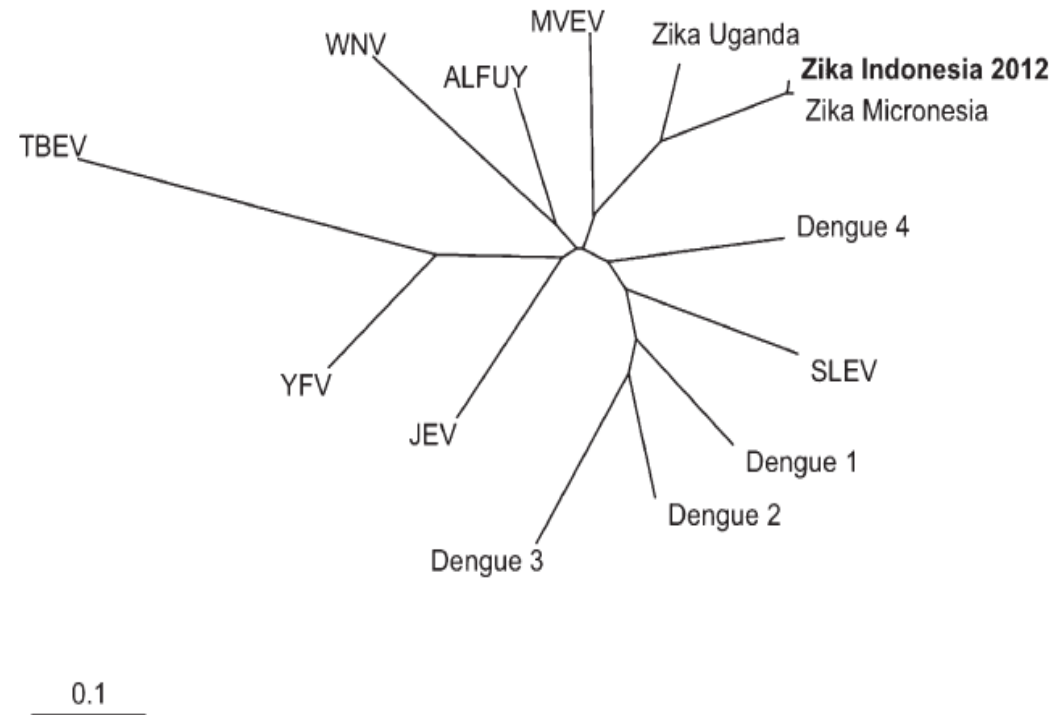 MVEV
Zika Uganda
WNV
Zika Indonesia 2012
ALFUY
Zika Micronesia
TBEV
Dengue 4
SLEV
YFV
JEV
Dengue 1
Dengue 2
Dengue 3
0.1